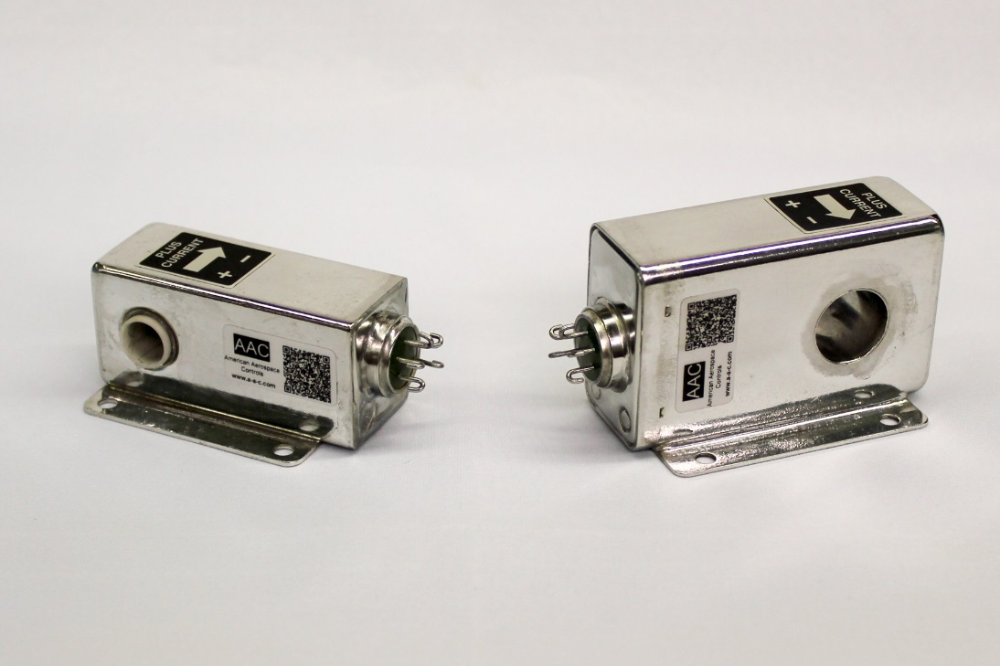 PLUS
CURRENT
+ -
AAC
American Aerospace
Controls
www.a-a-c.com
PLUS
CURRENT
+ -
AAC
American Aerospace
Controls
www.a-a-c.com